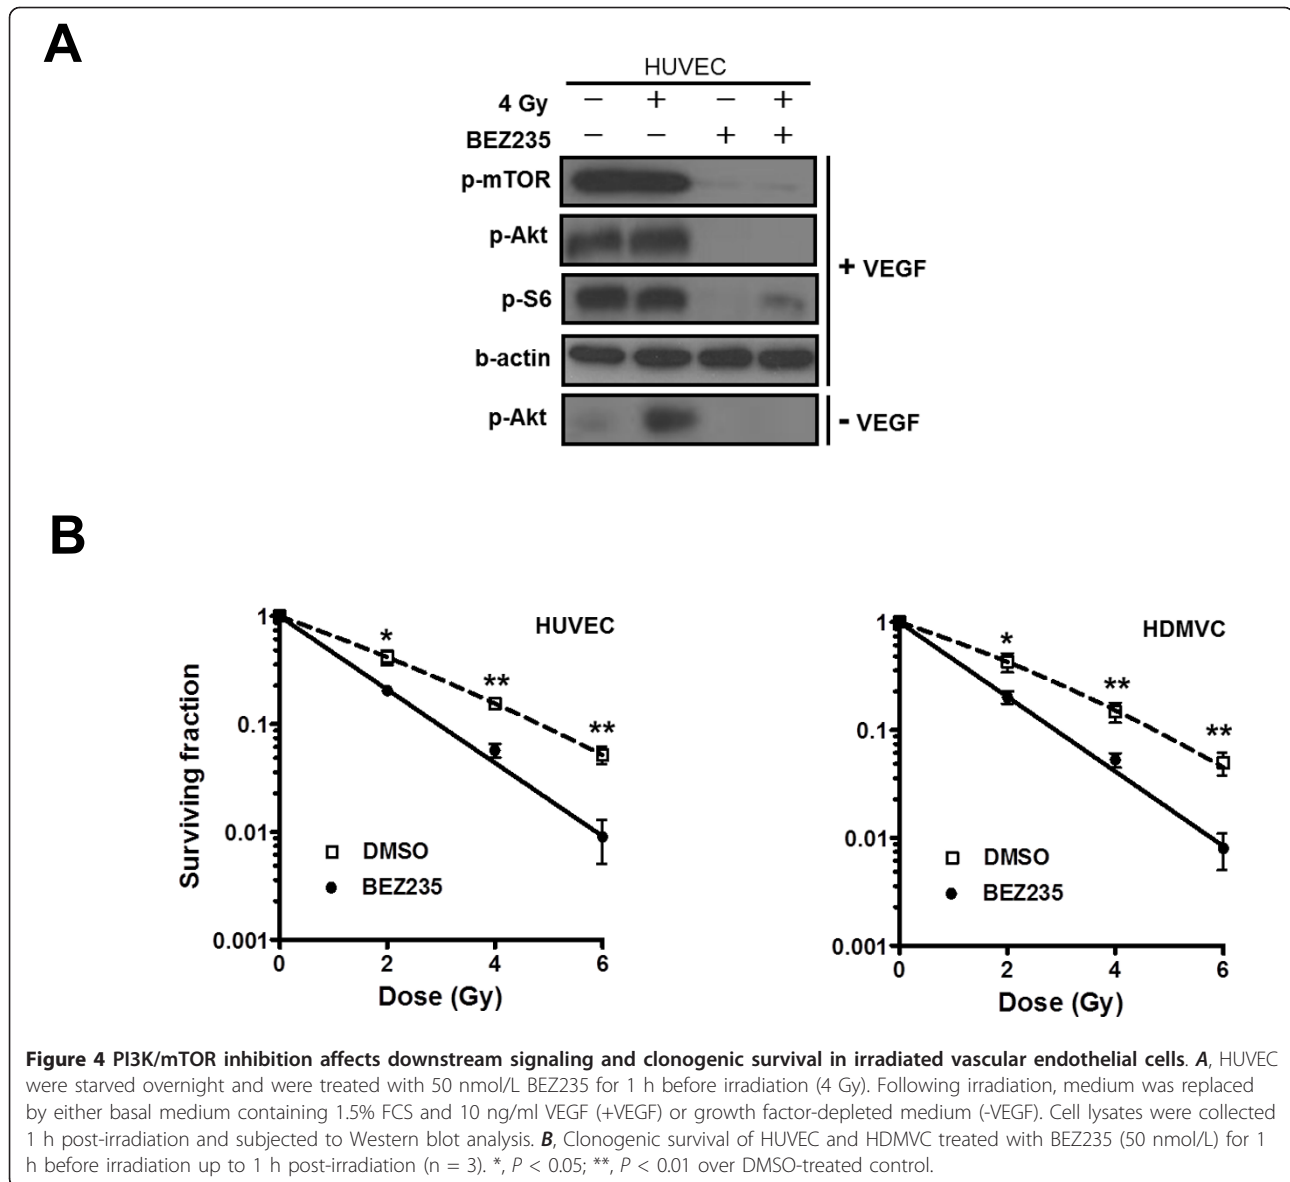 A
HUVEC
4 Gy − + − +
BEZ235 − − + +
p-mTOR
p-Akt
p-S6
b-actin
+ VEGF
p-Akt
- VEGF
B
HUVEC
Surviving fraction
1
0.1
0.01
0.001
* ** **
DMSO
BEZ235
0 2 4 6
Dose (Gy)
HDMVC
1
0.1
0.01
0.001
* ** **
DMSO
BEZ235
0 2 4 6
Dose (Gy)
Figure 4 PI3K/mTOR inhibition affects downstream signaling and clonogenic survival in irradiated vascular endothelial cells. A, HUVEC
were starved overnight and were treated with 50 nmol/L BEZ235 for 1 h before irradiation (4 Gy). Following irradiation, medium was replaced
by either basal medium containing 1.5% FCS and 10 ng/ml VEGF (+VEGF) or growth factor-depleted medium (-VEGF). Cell lysates were collected
1 h post-irradiation and subjected to Western blot analysis. B, Clonogenic survival of HUVEC and HDMVC treated with BEZ235 (50 nmol/L) for 1
h before irradiation up to 1 h post-irradiation (n = 3). *, P < 0.05; **, P < 0.01 over DMSO-treated control.